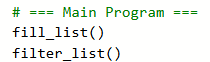 # === Main Program ===
fill_list()
filter_list()